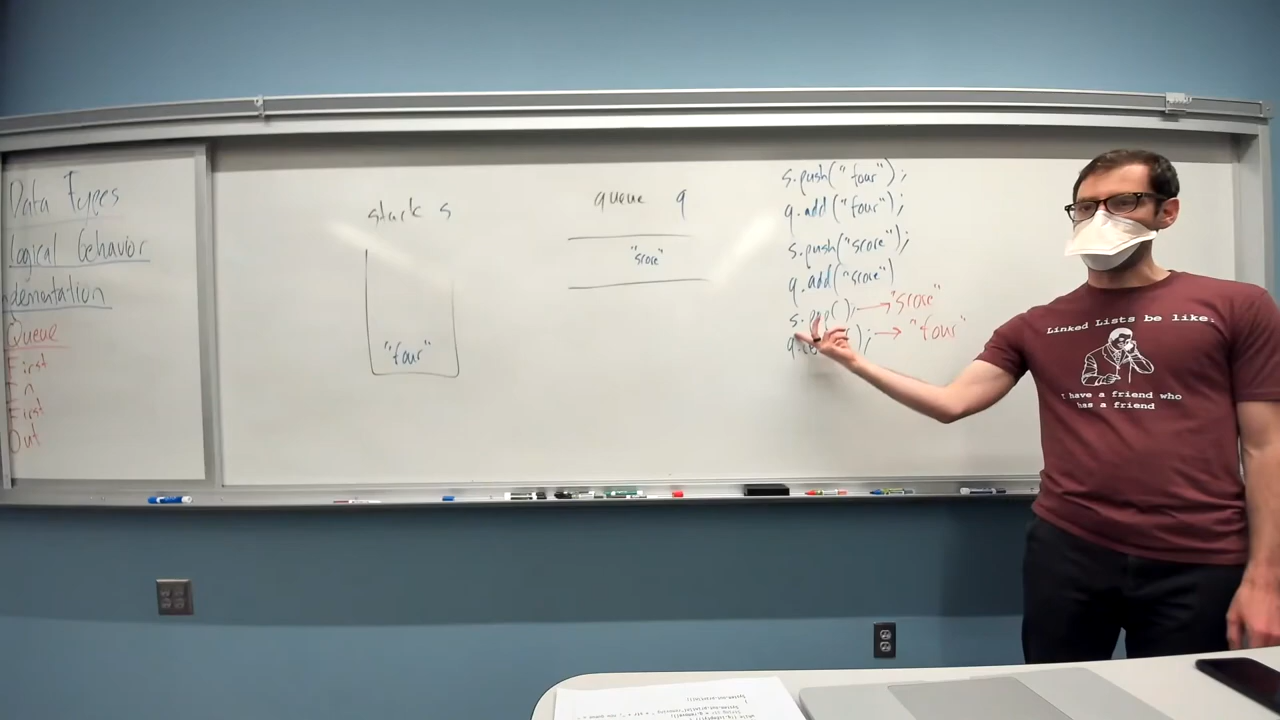 Data Types
Logical Behavior
Implementation
Queue
First
In
First
Out
stack s
"four"
queue q
"score"
s.push("four");
q.add("four");
s.push("score");
q.add("score")
s.pop(); → "score"
→ "four"
Linked Lists be like:
I have a friend who
has a friend